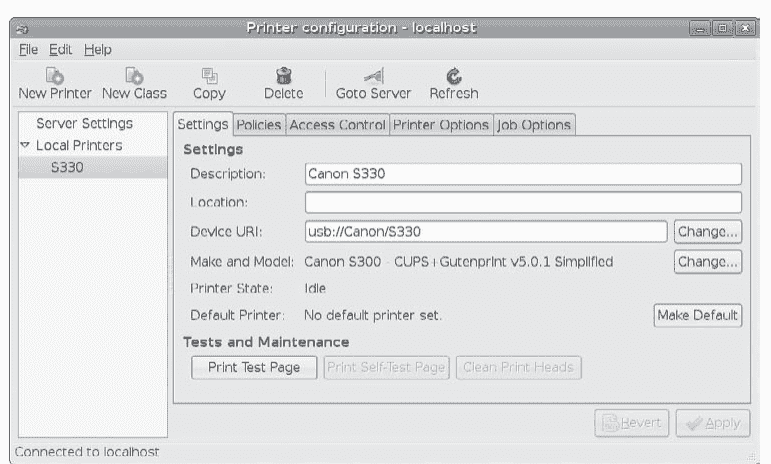 Printer configuration - localhost
File Edit Help
New Printer New Class Copy Delete Goto Server Refresh
Server Settings
Local Printers
S330
Settings Policies Access Control Printer Options Job Options
Settings
Description: Canon S330
Location:
Device URI: usb://Canon/S330 Change...
Make and Model: Canon S300 - CUPS+Gutenprint v5.0.1 Simplified Change...
Printer State: Idle
Default Printer: No default printer set. Make Default
Tests and Maintenance
Print Test Page Print Self-Test Page Clean Print Heads
Revert Apply
Connected to localhost